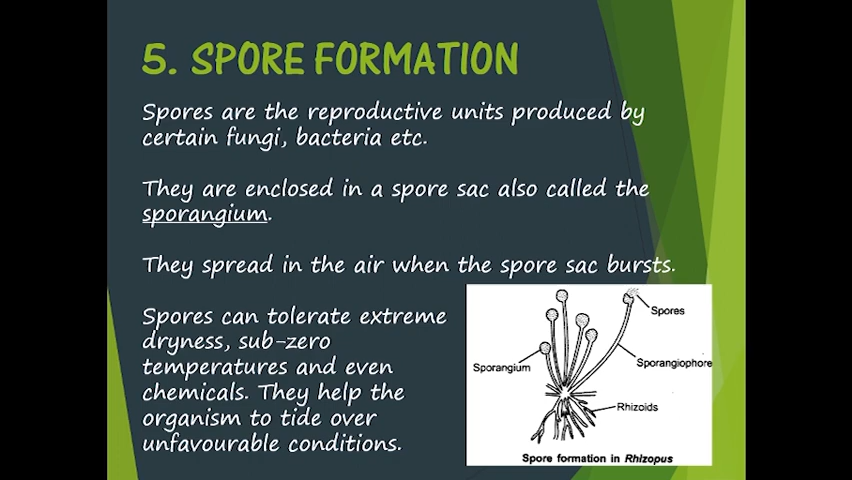 5. SPORE FORMATION
Spores are the reproductive units produced by
certain fungi, bacteria etc.
They are enclosed in a spore sac also called the
sporangium.
They spread in the air when the spore sac bursts.
Spores can tolerate extreme
dryness, sub-zero
temperatures and even
chemicals. They help the
organism to tide over
unfavourable conditions.
Spores
Sporangium
Sporangiophore
Rhizoids
Spore formation in Rhizopus